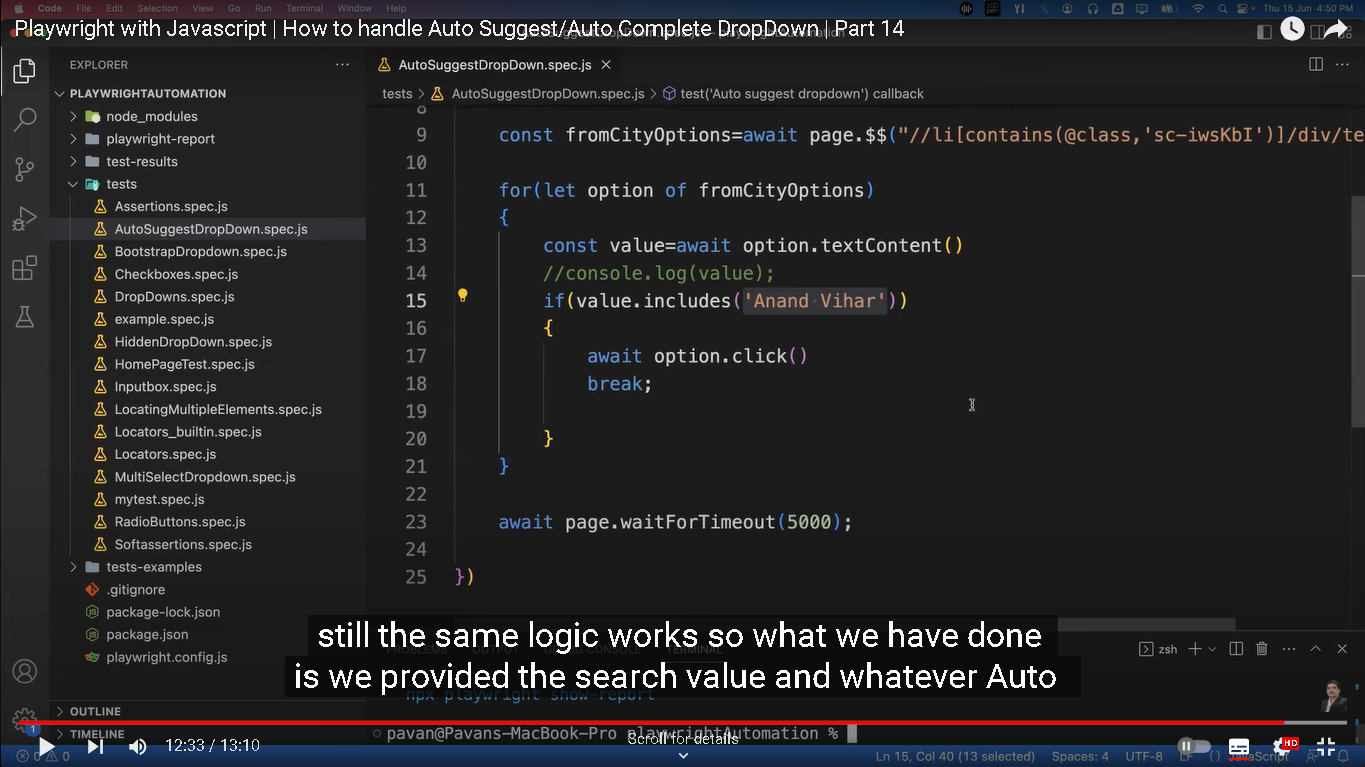 Code File Edit Selection View Go Run Terminal Window Help Thu 15 Jun 4:50 PM
Playwright with Javascript | How to handle Auto Suggest/Auto Complete DropDown | Part 14
EXPLORER
AutoSuggestDropDown.spec.js
PLAYWRIGHTAUTOMATION
tests > AutoSuggestDropDown.spec.js > test('Auto suggest dropdown') callback
node_modules
playwright-report
test-results
tests
Assertions.spec.js
AutoSuggestDropDown.spec.js
BootstrapDropdown.spec.js
Checkboxes.spec.js
DropDowns.spec.js
example.spec.js
HiddenDropDown.spec.js
HomePageTest.spec.js
Inputbox.spec.js
LocatingMultipleElements.spec.js
Locators_builtin.spec.js
Locators.spec.js
MultiSelectDropdown.spec.js
mytest.spec.js
RadioButtons.spec.js
Softassertions.spec.js
tests-examples
.gitignore
package-lock.json
package.json
playwright.config.js
OUTLINE
TIMELINE
8
9 const fromCityOptions=await page.$$("//li[contains(@class,'sc-iwsKbI')]/div/te
10
11 for(let option of fromCityOptions)
12 {
13 const value=await option.textContent()
14 //console.log(value);
15 if(value.includes('Anand Vihar'))
16 {
17 await option.click()
18 break;
19
20 }
21 }
22
23 await page.waitForTimeout(5000);
24
25 })
still the same logic works so what we have done
is we provided the search value and whatever Auto
TERMINAL
zsh
npx playwright show-report
pavan@Pavans-MacBook-Pro playwrightAutomation %
1
12:33 / 13:10
Scroll for details
HD
0 0
Ln 15, Col 40 (13 selected) Spaces: 4 UTF-8 LF {} JavaScript